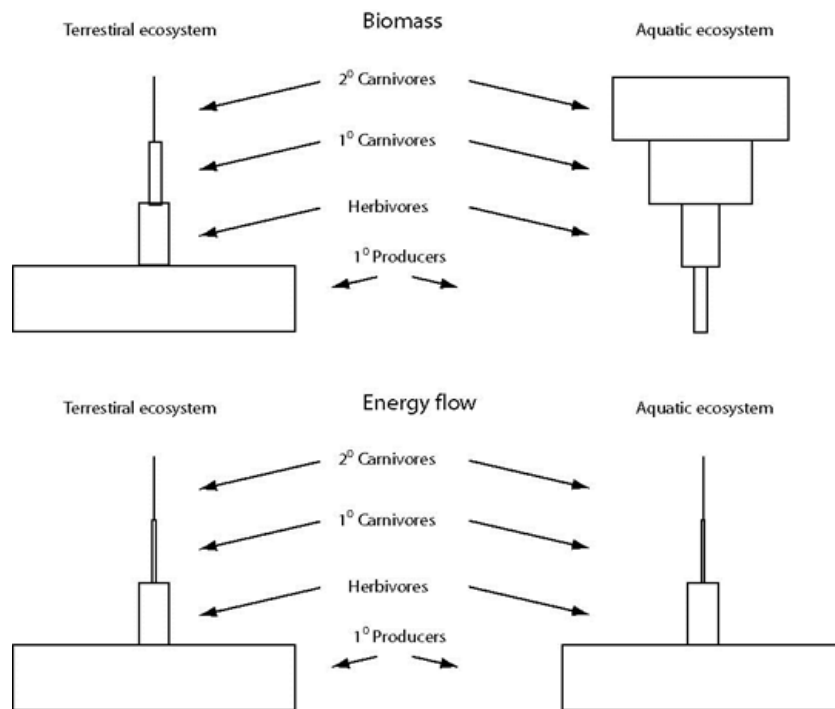 Biomass
Terrestiral ecosystem
Aquatic ecosystem
2⁰ Carnivores
1⁰ Carnivores
Herbivores
1⁰ Producers
Energy flow
Terrestiral ecosystem
Aquatic ecosystem
2⁰ Carnivores
1⁰ Carnivores
Herbivores
1⁰ Producers